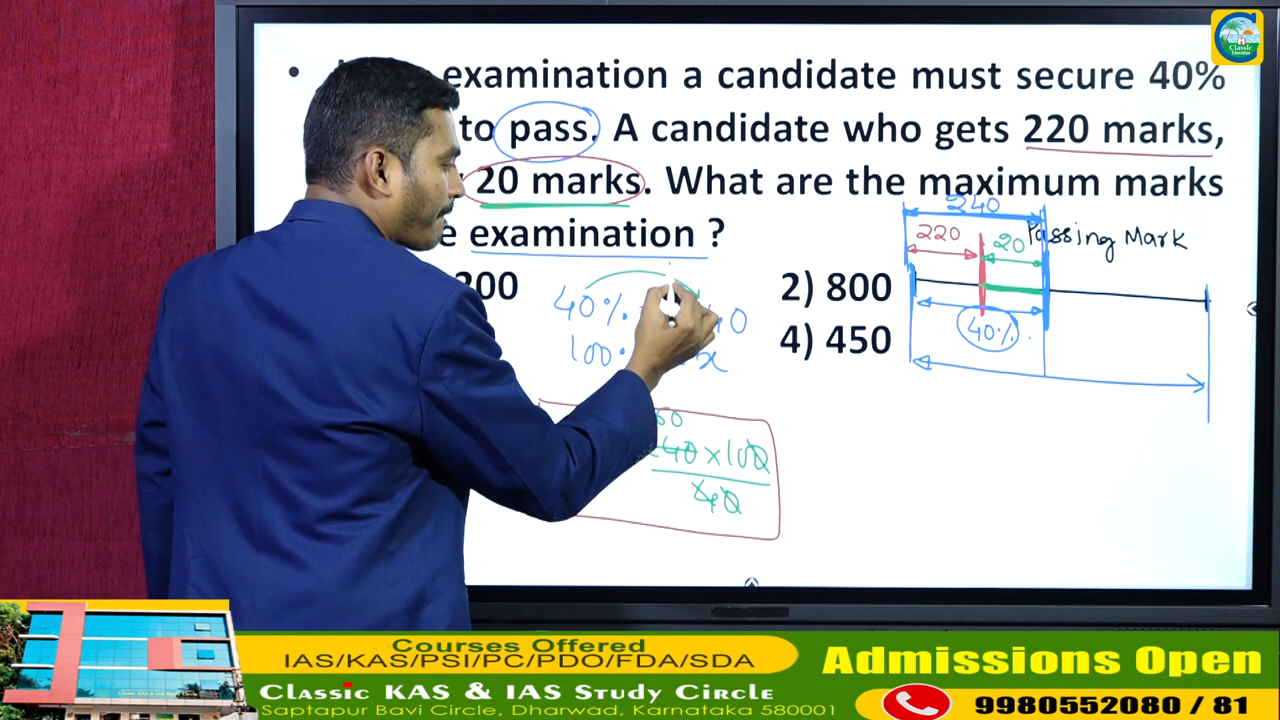 • examination a candidate must secure 40%
to pass. A candidate who gets 220 marks,
20 marks. What are the maximum marks
examination ?
2) 800
4) 450
40%
100
x
240
220
20
Passing Mark
40%
60
240 x 100
40
Classic
Education
Courses Offered
IAS/KAS/PSI/PC/PDO/FDA/SDA
Classic KAS & IAS Study Circle
Saptapur Bavi Circle, Dharwad, Karnataka 580001
Admissions Open
9980552080 / 81